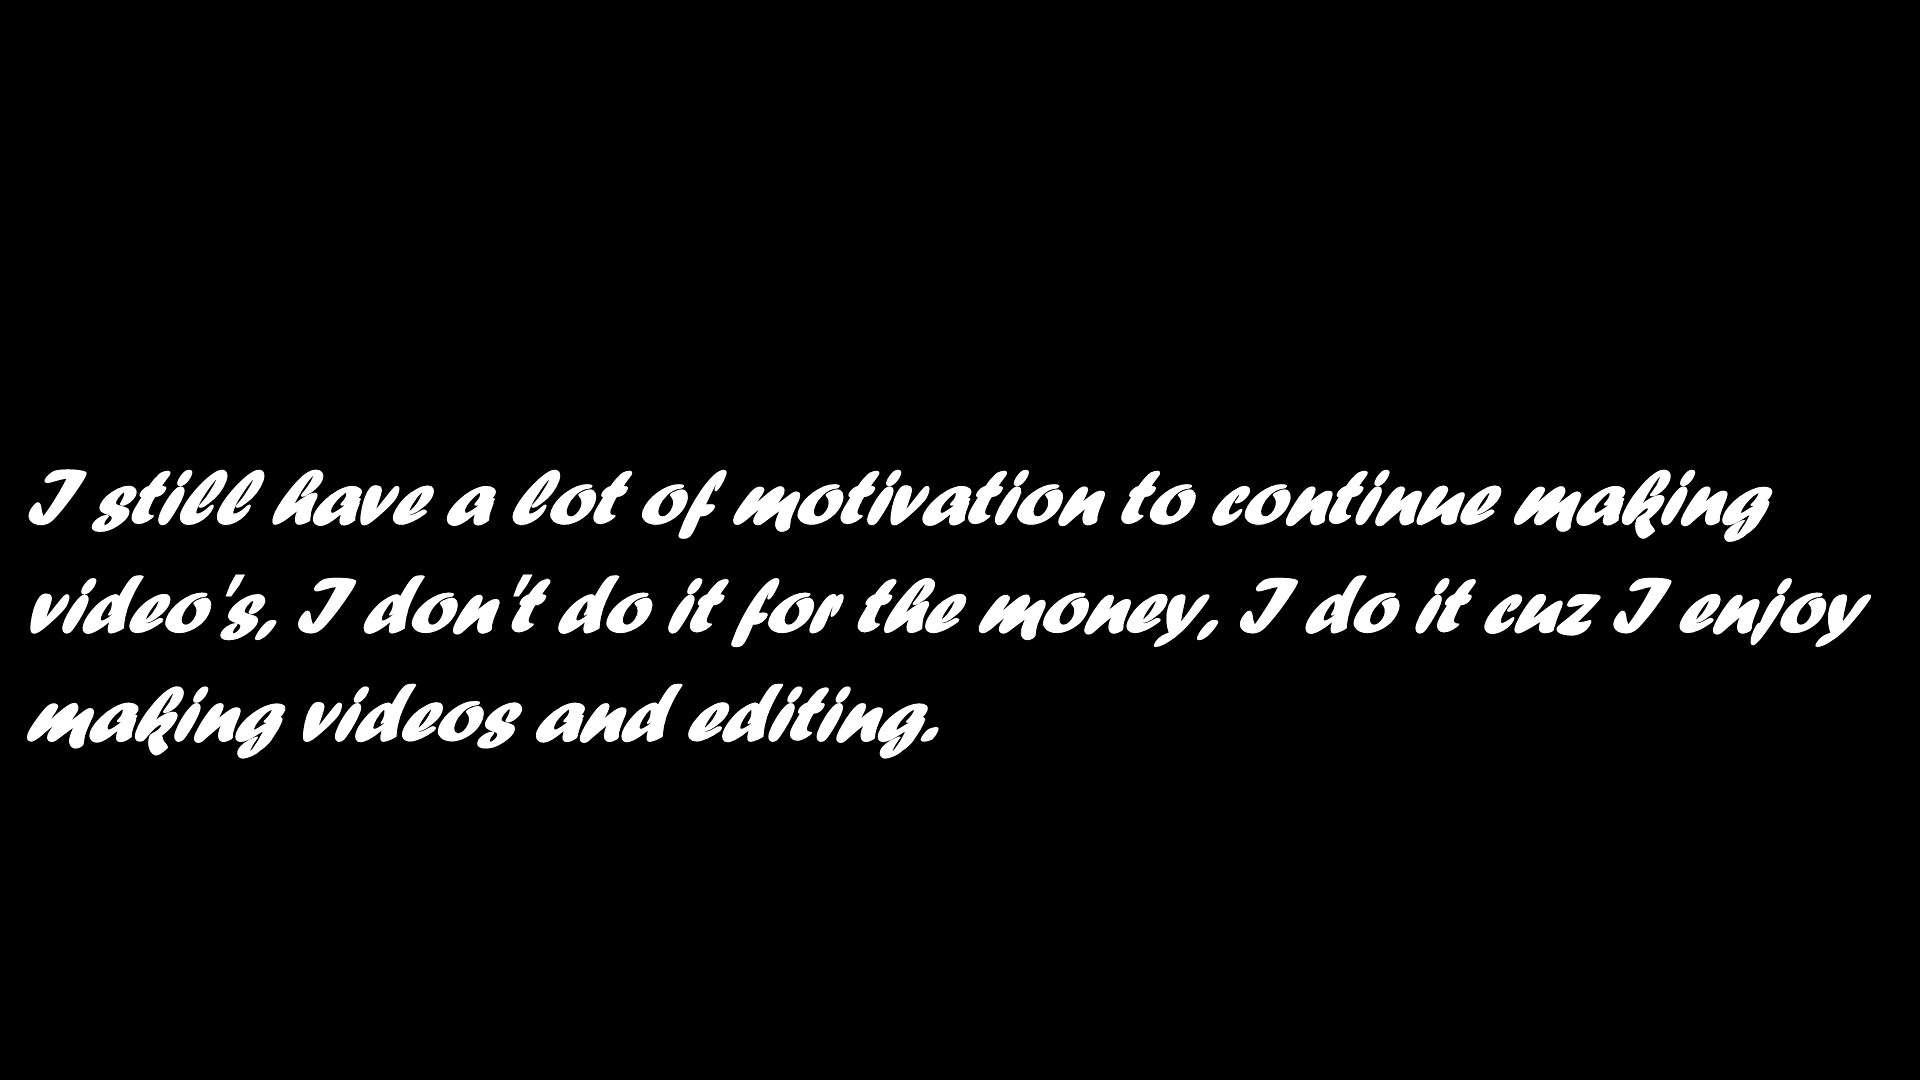 I still have a lot of motivation to continue making
video's, I don't do it for the money, I do it cuz I enjoy
making videos and editing.